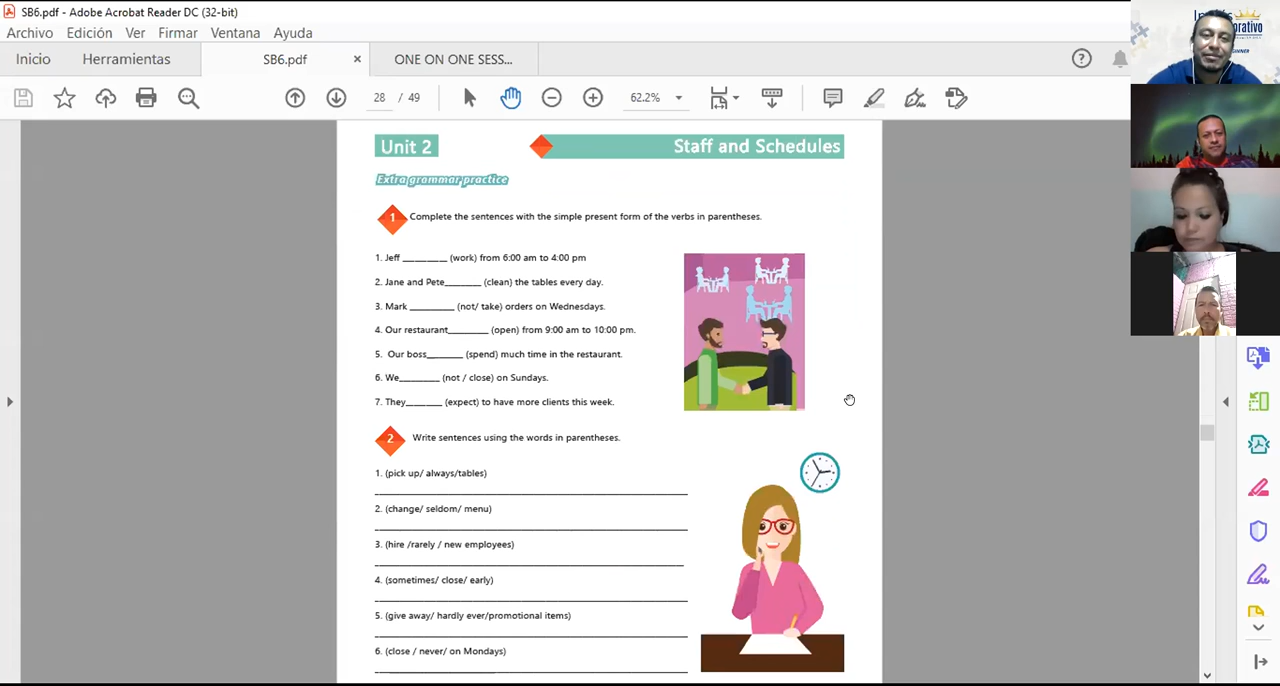 SB6.pdf - Adobe Acrobat Reader DC (32-bit)
Archivo Edición Ver Firmar Ventana Ayuda
Inicio Herramientas SB6.pdf × ONE ON ONE SESS...
28 / 49 62.2%
Unit 2 Staff and Schedules
Extra grammar practice
1 Complete the sentences with the simple present form of the verbs in parentheses.
1. Jeff _________ (work) from 6:00 am to 4:00 pm
2. Jane and Pete_______ (clean) the tables every day.
3. Mark _________ (not/ take) orders on Wednesdays.
4. Our restaurant________ (open) from 9:00 am to 10:00 pm.
5. Our boss_______ (spend) much time in the restaurant.
6. We________ (not / close) on Sundays.
7. They_______ (expect) to have more clients this week.
2 Write sentences using the words in parentheses.
1. (pick up/ always/tables)
2. (change/ seldom/ menu)
3. (hire /rarely / new employees)
4. (sometimes/ close/ early)
5. (give away/ hardly ever/promotional items)
6. (close / never/ on Mondays)